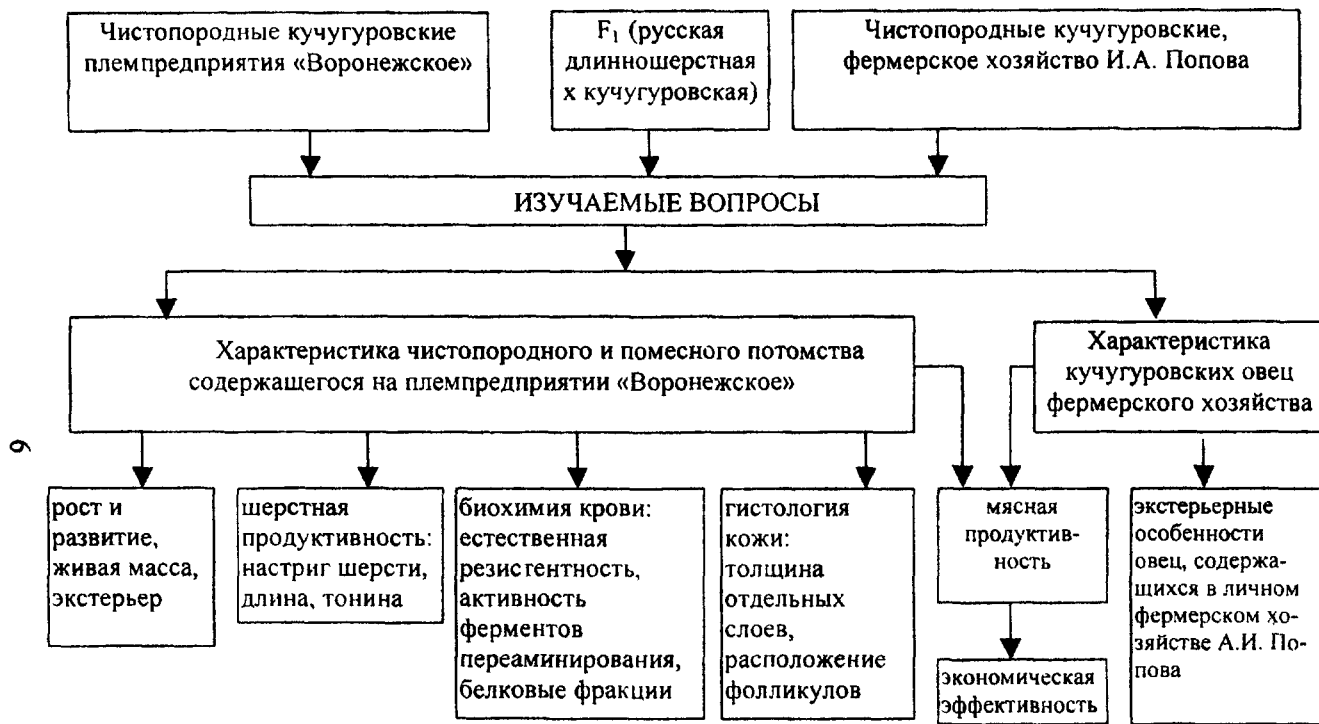 Чистопородные кучугуровские
племпредприятия «Воронежское»
F₁ (русская
длинношерстная
х кучугуровская)
Чистопородные кучугуровские,
фермерское хозяйство И.А. Попова
ИЗУЧАЕМЫЕ ВОПРОСЫ
Характеристика чистопородного и помесного потомства
содержащегося на племпредприятии «Воронежское»
Характеристика
кучугуровских овец
фермерского хозяйства
6
рост и
развитие,
живая масса,
экстерьер
шерстная
продуктивность:
настриг шерсти,
длина, тонина
биохимия крови:
естественная
резистентность,
активность
ферментов
переаминирования,
белковые фракции
гистология
кожи:
толщина
отдельных
слоев,
расположение
фолликулов
мясная
продуктив-
ность
экономическая
эффективность
экстерьерные
особенности
овец, содержа-
щихся в личном
фермерском хо-
зяйстве А.И. По-
пова